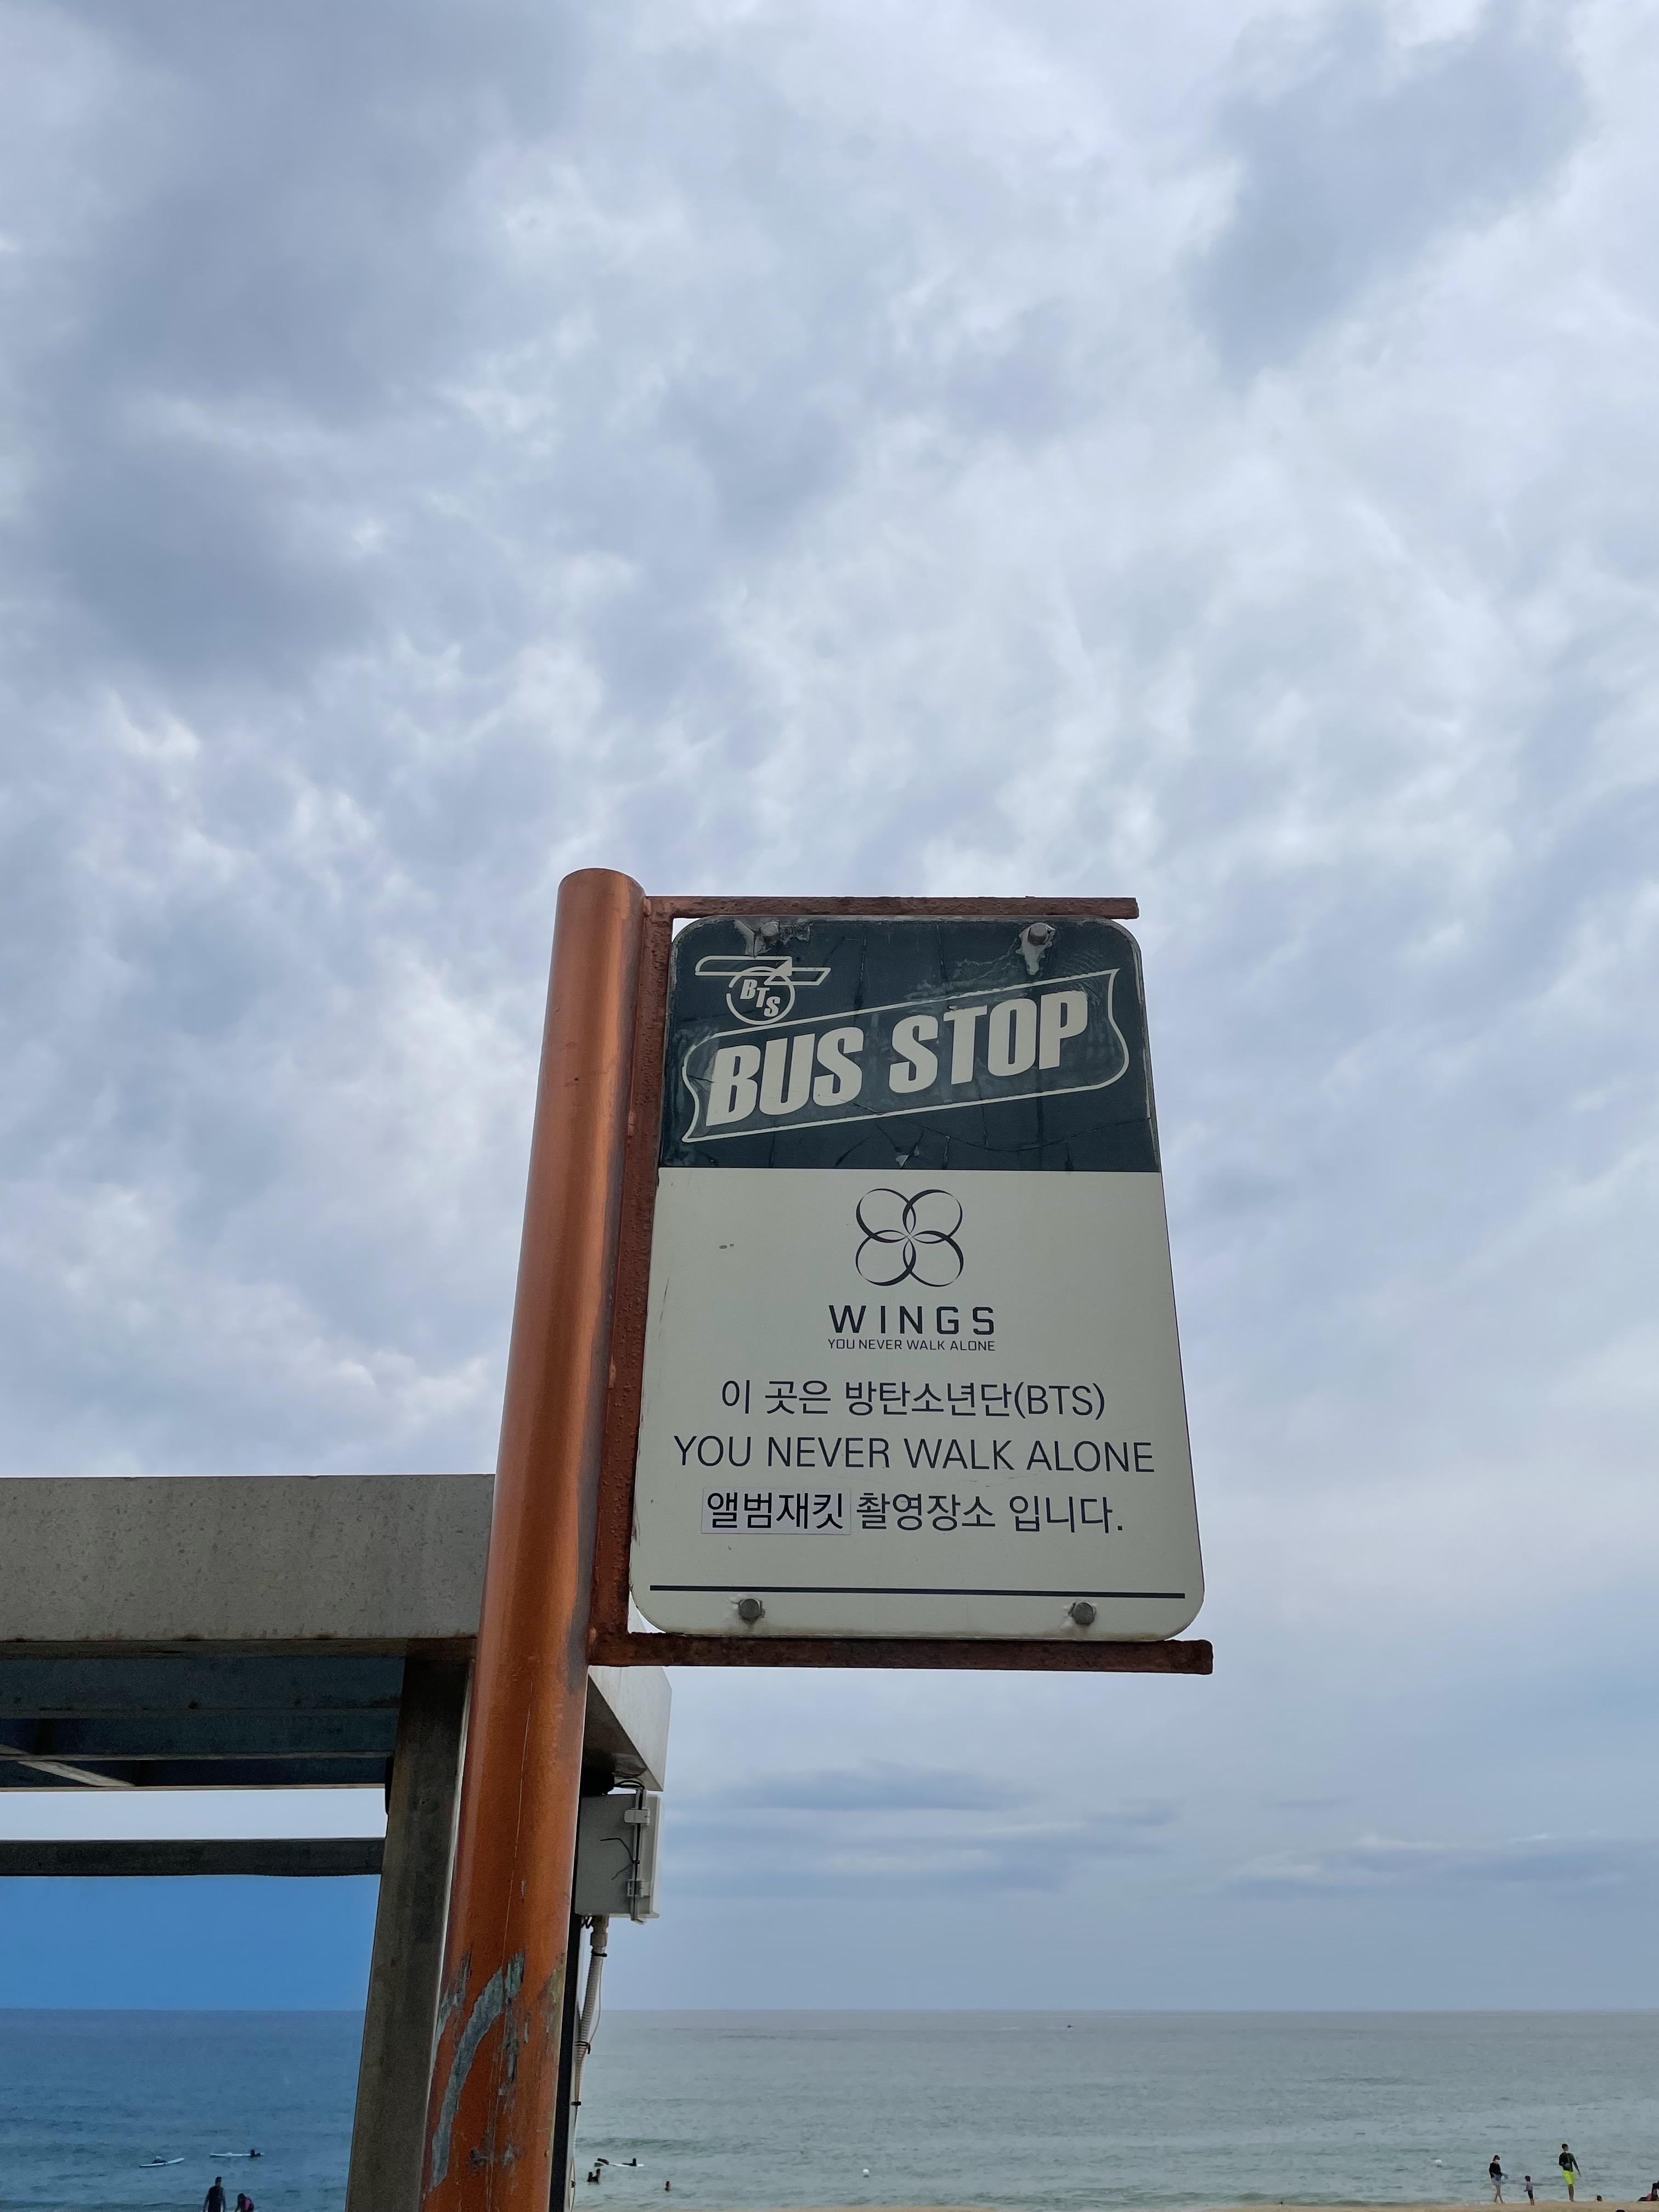 BTS
BUS STOP
WINGS
YOU NEVER WALK ALONE
이 곳은 방탄소년단(BTS)
YOU NEVER WALK ALONE
앨범재킷 촬영장소 입니다.